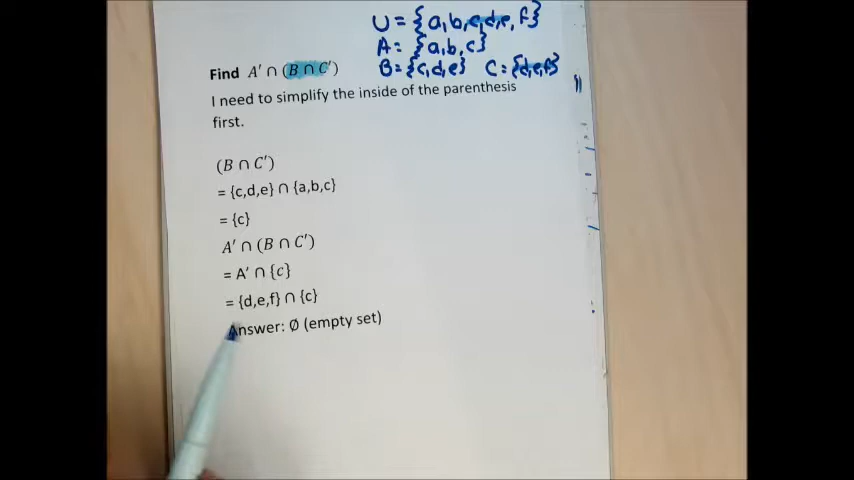 U = {a,b,c,d,e,f}
A = {a,b,c}
Find A′ ∩ (B ∩ C′) B={c,d,e} C={d,e,f}
I need to simplify the inside of the parenthesis
first.
(B ∩ C′)
= {c,d,e} ∩ {a,b,c}
= {c}
A′ ∩ (B ∩ C′)
= A′ ∩ {c}
= {d,e,f} ∩ {c}
Answer: Ø (empty set)